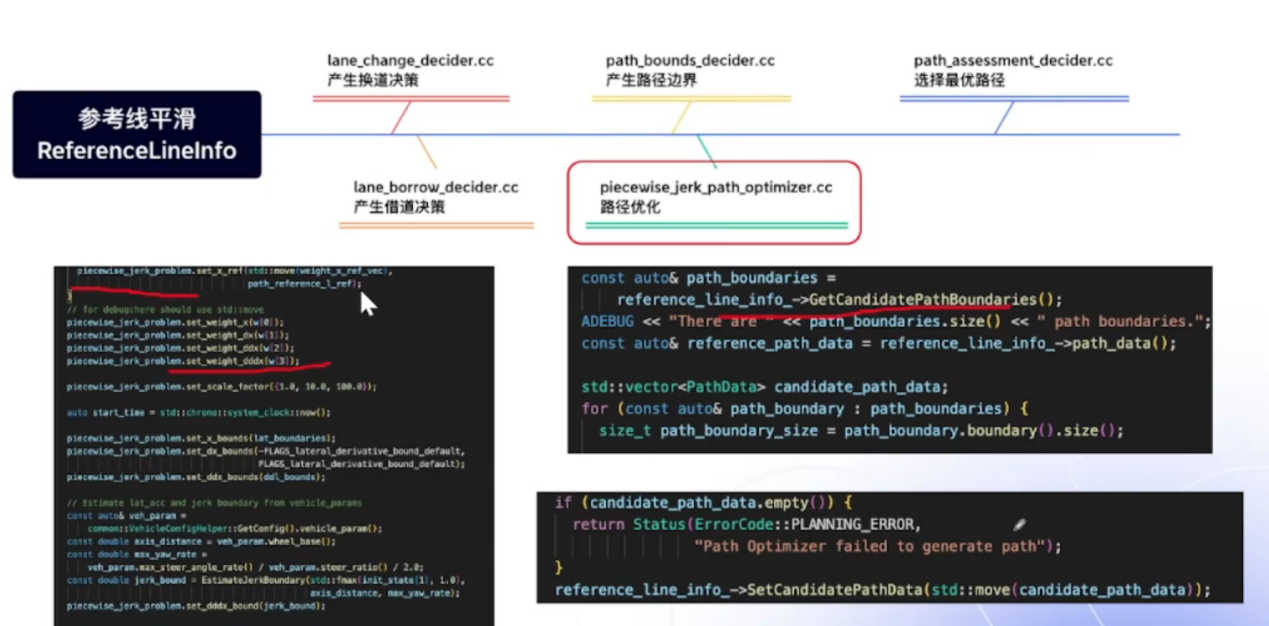 lane_change_decider.cc
产生换道决策
path_bounds_decider.cc
产生路径边界
path_assessment_decider.cc
选择最优路径
参考线平滑
ReferenceLineInfo
lane_borrow_decider.cc
产生借道决策
piecewise_jerk_path_optimizer.cc
路径优化
piecewise_jerk_problem.set_x_ref(std::move(weight_x_ref_vec),
path_reference_l_ref);
}
// for debug:here should use std::move
piecewise_jerk_problem.set_weight_x(w[0]);
piecewise_jerk_problem.set_weight_dx(w[1]);
piecewise_jerk_problem.set_weight_ddx(w[2]);
piecewise_jerk_problem.set_weight_dddx(w[3]);
piecewise_jerk_problem.set_scale_factor({1.0, 10.0, 100.0});
auto start_time = std::chrono::system_clock::now();
piecewise_jerk_problem.set_x_bounds(lat_boundaries);
piecewise_jerk_problem.set_dx_bounds(-FLAGS_lateral_derivative_bound_default,
FLAGS_lateral_derivative_bound_default);
piecewise_jerk_problem.set_ddx_bounds(ddl_bounds);
// Estimate lat_acc and jerk boundary from vehicle_params
const auto& veh_param =
common::VehicleConfigHelper::GetConfig().vehicle_param();
const double axis_distance = veh_param.wheel_base();
const double max_yaw_rate =
veh_param.max_steer_angle_rate() / veh_param.steer_ratio() / 2.0;
const double jerk_bound = EstimateJerkBoundary(std::fmax(init_state[1], 1.0),
axis_distance, max_yaw_rate);
piecewise_jerk_problem.set_dddx_bound(jerk_bound);
const auto& path_boundaries =
reference_line_info_->GetCandidatePathBoundaries();
ADEBUG << "There are " << path_boundaries.size() << " path boundaries.";
const auto& reference_path_data = reference_line_info_->path_data();
std::vector<PathData> candidate_path_data;
for (const auto& path_boundary : path_boundaries) {
size_t path_boundary_size = path_boundary.boundary().size();
if (candidate_path_data.empty()) {
return Status(ErrorCode::PLANNING_ERROR,
"Path Optimizer failed to generate path");
}
reference_line_info_->SetCandidatePathData(std::move(candidate_path_data));